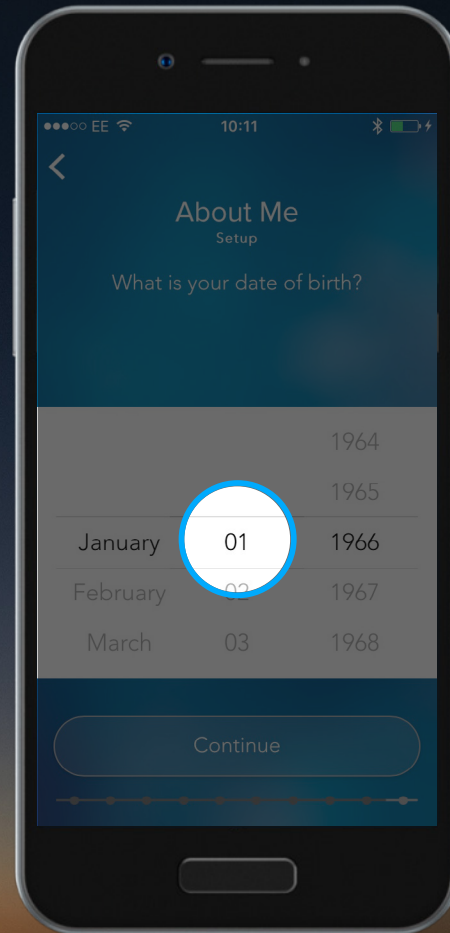 EE 10:11
About Me
Setup
What is your date of birth?
1964
1965
January 01 1966
February 02 1967
March 03 1968
Continue